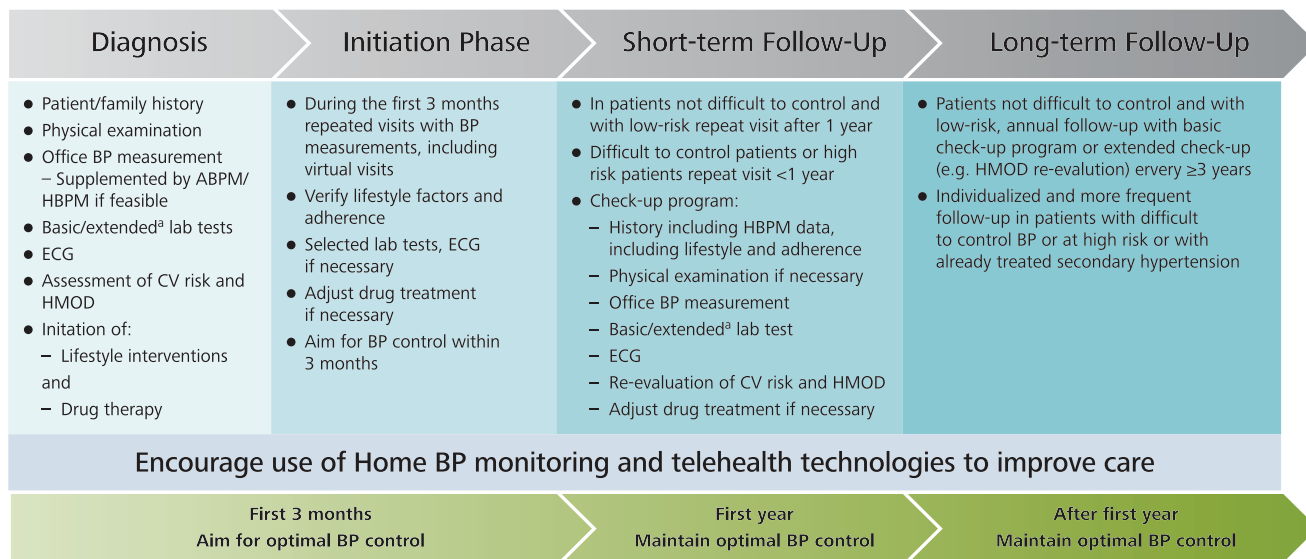 Diagnosis
Initiation Phase
Short-term Follow-Up
Long-term Follow-Up
● Patient/family history
● Physical examination
● Office BP measurement
– Supplemented by ABPM/
HBPM if feasible
● Basic/extendedᵃ lab tests
● ECG
● Assessment of CV risk and
HMOD
● Initation of:
– Lifestyle interventions
and
– Drug therapy
● During the first 3 months
repeated visits with BP
measurements, including
virtual visits
● Verify lifestyle factors and
adherence
● Selected lab tests, ECG
if necessary
● Adjust drug treatment
if necessary
● Aim for BP control within
3 months
● In patients not difficult to control and
with low-risk repeat visit after 1 year
● Difficult to control patients or high
risk patients repeat visit <1 year
● Check-up program:
– History including HBPM data,
including lifestyle and adherence
– Physical examination if necessary
– Office BP measurement
– Basic/extendedᵃ lab test
– ECG
– Re-evaluation of CV risk and HMOD
– Adjust drug treatment if necessary
● Patients not difficult to control and with
low-risk, annual follow-up with basic
check-up program or extended check-up
(e.g. HMOD re-evalution) ervery ≥3 years
● Individualized and more frequent
follow-up in patients with difficult
to control BP or at high risk or with
already treated secondary hypertension
Encourage use of Home BP monitoring and telehealth technologies to improve care
First 3 months
Aim for optimal BP control
First year
Maintain optimal BP control
After first year
Maintain optimal BP control